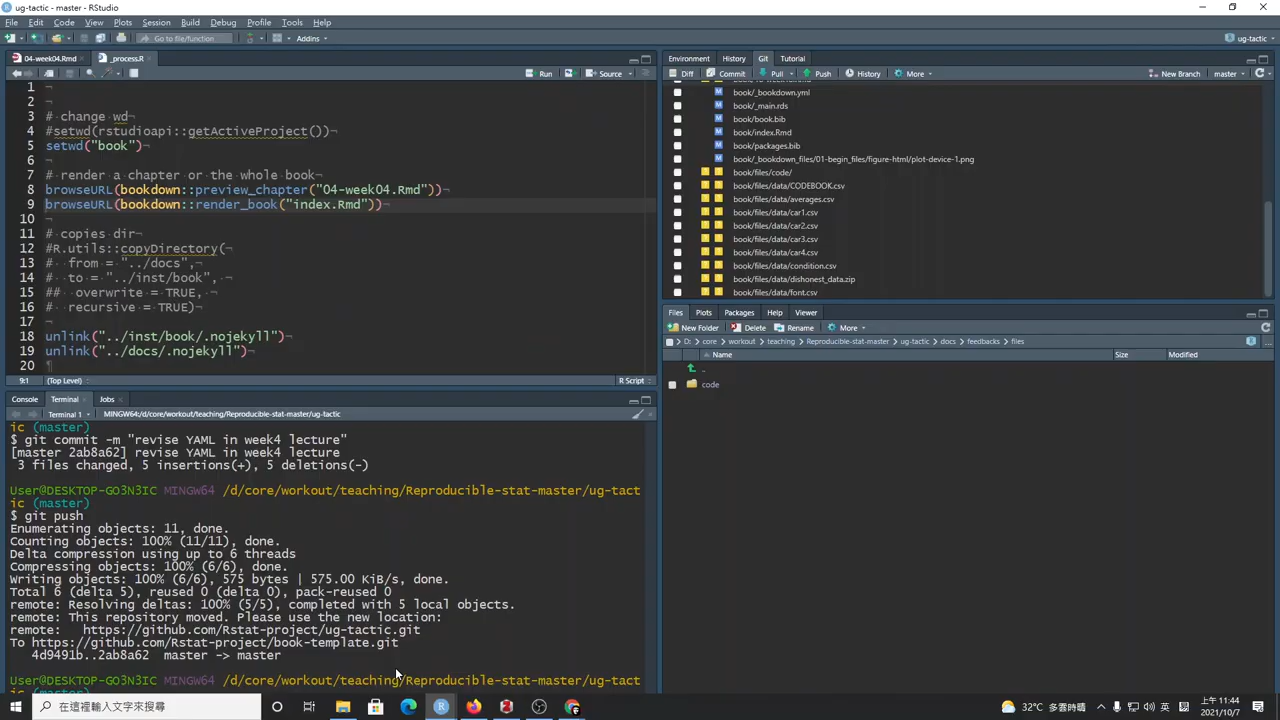 ug-tactic - master - RStudio
File Edit Code View Plots Session Build Debug Profile Tools Help
Go to file/function
Addins
ug-tactic
04-week04.Rmd
_process.R
Run
Source
1 ¬
2 ¬
3 # change wd
4 #setwd(rstudioapi::getActiveProject())
5 setwd("book")¬
6 ¬
7 # render a chapter or the whole book
8 browseURL(bookdown::preview_chapter("04-week04.Rmd"))¬
9 browseURL(bookdown::render_book("index.Rmd"))¬
10 ¬
11 # copies dir¬
12 #R.utils::copyDirectory(¬
13 # from = "../docs",¬
14 # to = "../inst/book",¬
15 ## overwrite = TRUE,¬
16 # recursive = TRUE)¬
17 ¬
18 unlink("../inst/book/.nojekyll")¬
19 unlink("../docs/.nojekyll")¬
20 ¶
9:1 (Top Level) R Script
Console Terminal Jobs
Terminal 1 MINGW64:/d/core/workout/teaching/Reproducible-stat-master/ug-tactic
ic (master)
$ git commit -m "revise YAML in week4 lecture"
[master 2ab8a62] revise YAML in week4 lecture
3 files changed, 5 insertions(+), 5 deletions(-)
User@DESKTOP-GO3N3IC MINGW64 /d/core/workout/teaching/Reproducible-stat-master/ug-tact
ic (master)
$ git push
Enumerating objects: 11, done.
Counting objects: 100% (11/11), done.
Delta compression using up to 6 threads
Compressing objects: 100% (6/6), done.
Writing objects: 100% (6/6), 575 bytes | 575.00 KiB/s, done.
Total 6 (delta 5), reused 0 (delta 0), pack-reused 0
remote: Resolving deltas: 100% (5/5), completed with 5 local objects.
remote: This repository moved. Please use the new location:
remote:   https://github.com/Rstat-project/ug-tactic.git
To https://github.com/Rstat-project/book-template.git
4d9491b..2ab8a62  master -> master
User@DESKTOP-GO3N3IC MINGW64 /d/core/workout/teaching/Reproducible-stat-master/ug-tact
ic (master)
Environment History Git Tutorial
Diff Commit Pull Push History More New Branch master
book/_bookdown.yml
book/_main.rds
book/book.bib
book/index.Rmd
book/packages.bib
book/_bookdown_files/01-begin_files/figure-html/plot-device-1.png
book/files/code/
book/files/data/CODEBOOK.csv
book/files/data/averages.csv
book/files/data/car1.csv
book/files/data/car2.csv
book/files/data/car3.csv
book/files/data/car4.csv
book/files/data/condition.csv
book/files/data/dishonest_data.zip
book/files/data/font.csv
Files Plots Packages Help Viewer
New Folder Delete Rename More
D: core workout teaching Reproducible-stat-master ug-tactic docs feedbacks files
Name Size Modified
..
code
在這裡輸入文字來搜尋
32°C 多雲時晴
英
上午 11:44
2021/10/7